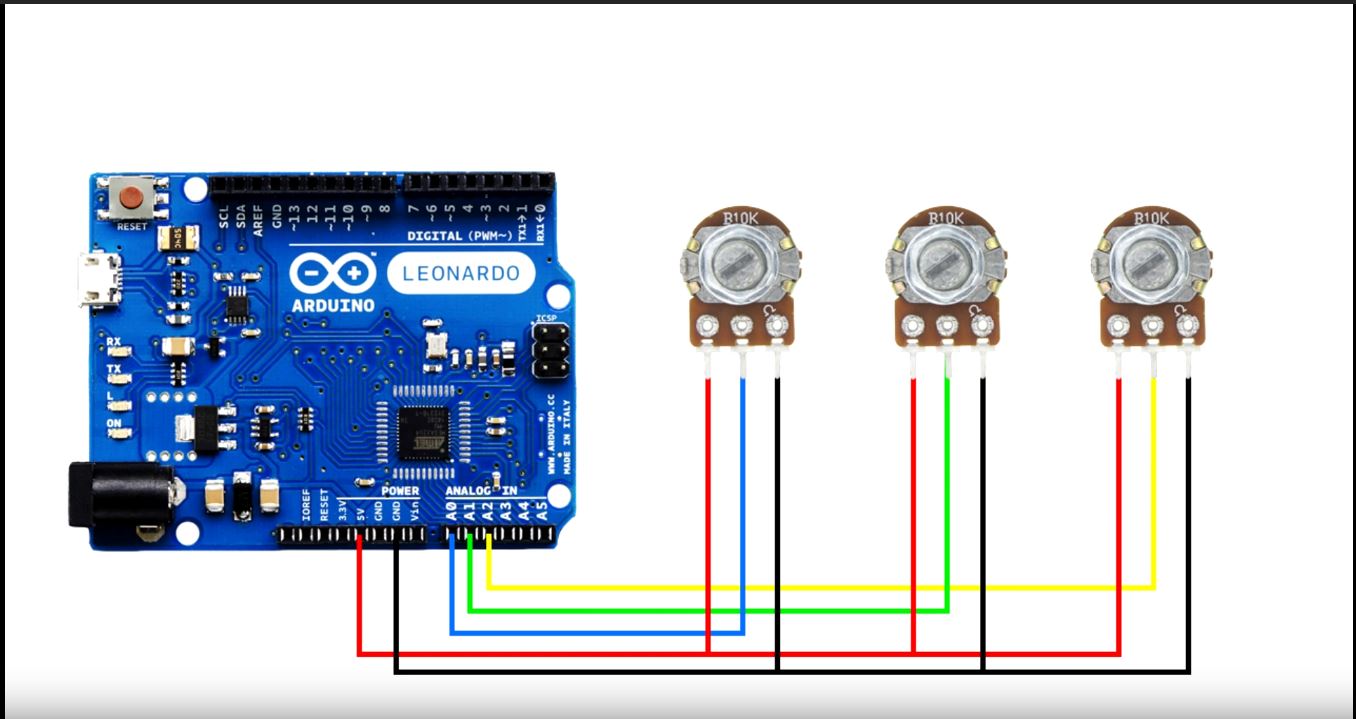 RESET
SCL
SDA
AREF
GND
~13
12
~11
~10
~9
8
7
~6
~5
4
~3
2
TX1→1
RX1←0
DIGITAL (PWM~)
LEONARDO
ARDUINO
ICSP
RX
TX
L
ON
WWW.ARDUINO.CC
MADE IN ITALY
POWER
ANALOG IN
IOREF
RESET
3.3V
5V
GND
GND
Vin
A0
A1
A2
A3
A4
A5
B10K
B10K
B10K